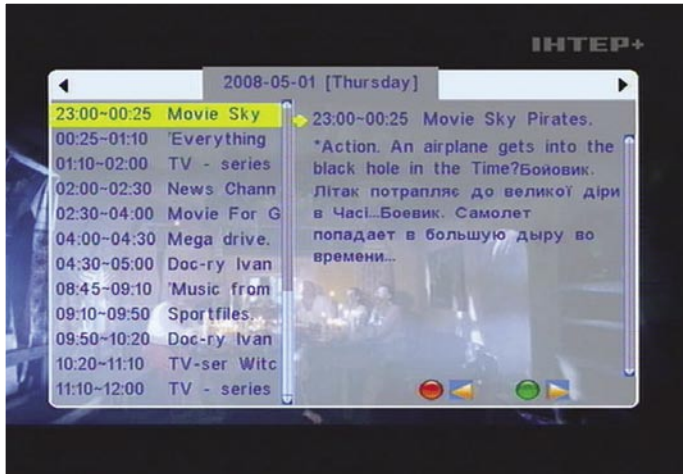 ІНТЕР+
2008-05-01 [Thursday]
23:00~00:25 Movie Sky
00:25~01:10 'Everything
01:10~02:00 TV - series
02:00~02:30 News Chann
02:30~04:00 Movie For G
04:00~04:30 Mega drive.
04:30~05:00 Doc-ry Ivan
08:45~09:10 'Music from
09:10~09:50 Sportfiles.
09:50~10:20 Doc-ry Ivan
10:20~11:10 TV-ser Witc
11:10~12:00 TV - series
23:00~00:25 Movie Sky Pirates.
*Action. An airplane gets into the
black hole in the Time?Бойовик.
Літак потрапляє до великої діри
в Часі...Боевик. Самолет
попадает в большую дыру во
времени...